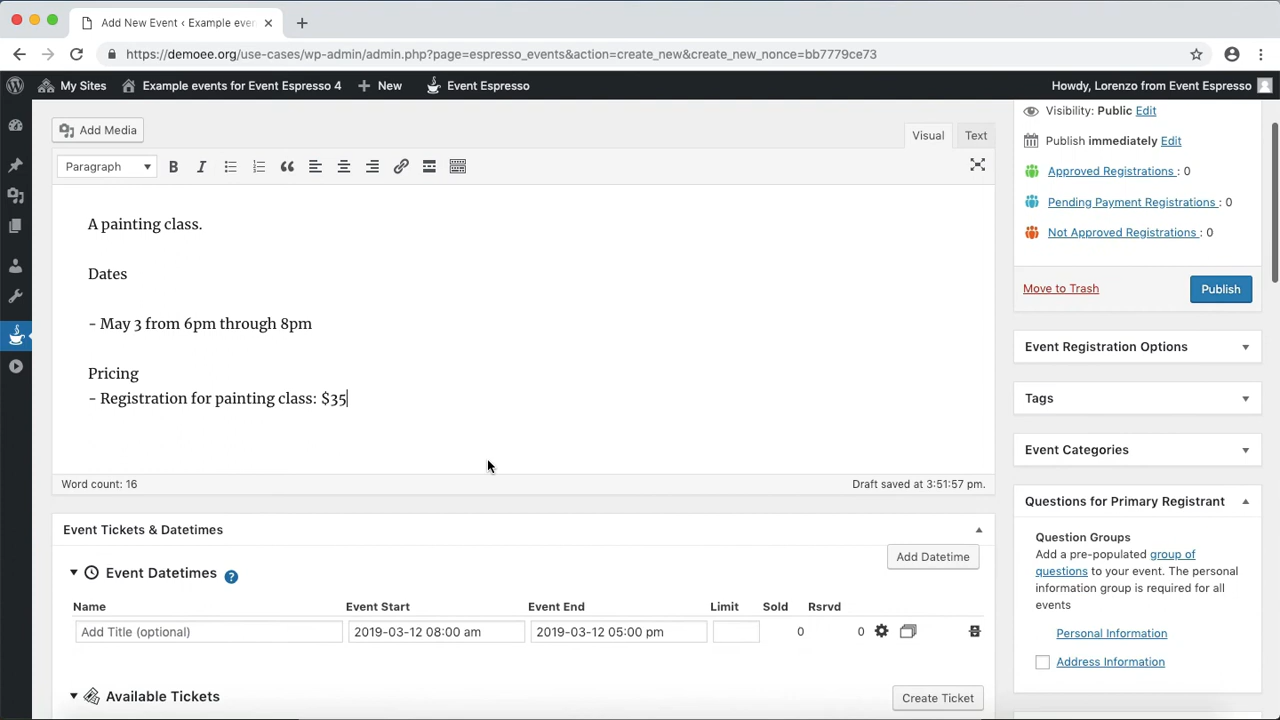 Add New Event ‹ Example even
https://demoee.org/use-cases/wp-admin/admin.php?page=espresso_events&action=create_new&create_new_nonce=bb7779ce73
My Sites
Example events for Event Espresso 4
New
Event Espresso
Howdy, Lorenzo from Event Espresso
Add Media
Visual
Text
Paragraph
B
I
A painting class.
Dates
- May 3 from 6pm through 8pm
Pricing
- Registration for painting class: $35
Word count: 16
Draft saved at 3:51:57 pm.
Event Tickets & Datetimes
Add Datetime
Event Datetimes
?
Name
Event Start
Event End
Limit
Sold
Rsrvd
Add Title (optional)
2019-03-12 08:00 am
2019-03-12 05:00 pm
0
0
Available Tickets
Create Ticket
Visibility: Public Edit
Publish immediately Edit
Approved Registrations : 0
Pending Payment Registrations : 0
Not Approved Registrations : 0
Move to Trash
Publish
Event Registration Options
Tags
Event Categories
Questions for Primary Registrant
Question Groups
Add a pre-populated group of
questions to your event. The personal
information group is required for all
events
Personal Information
Address Information